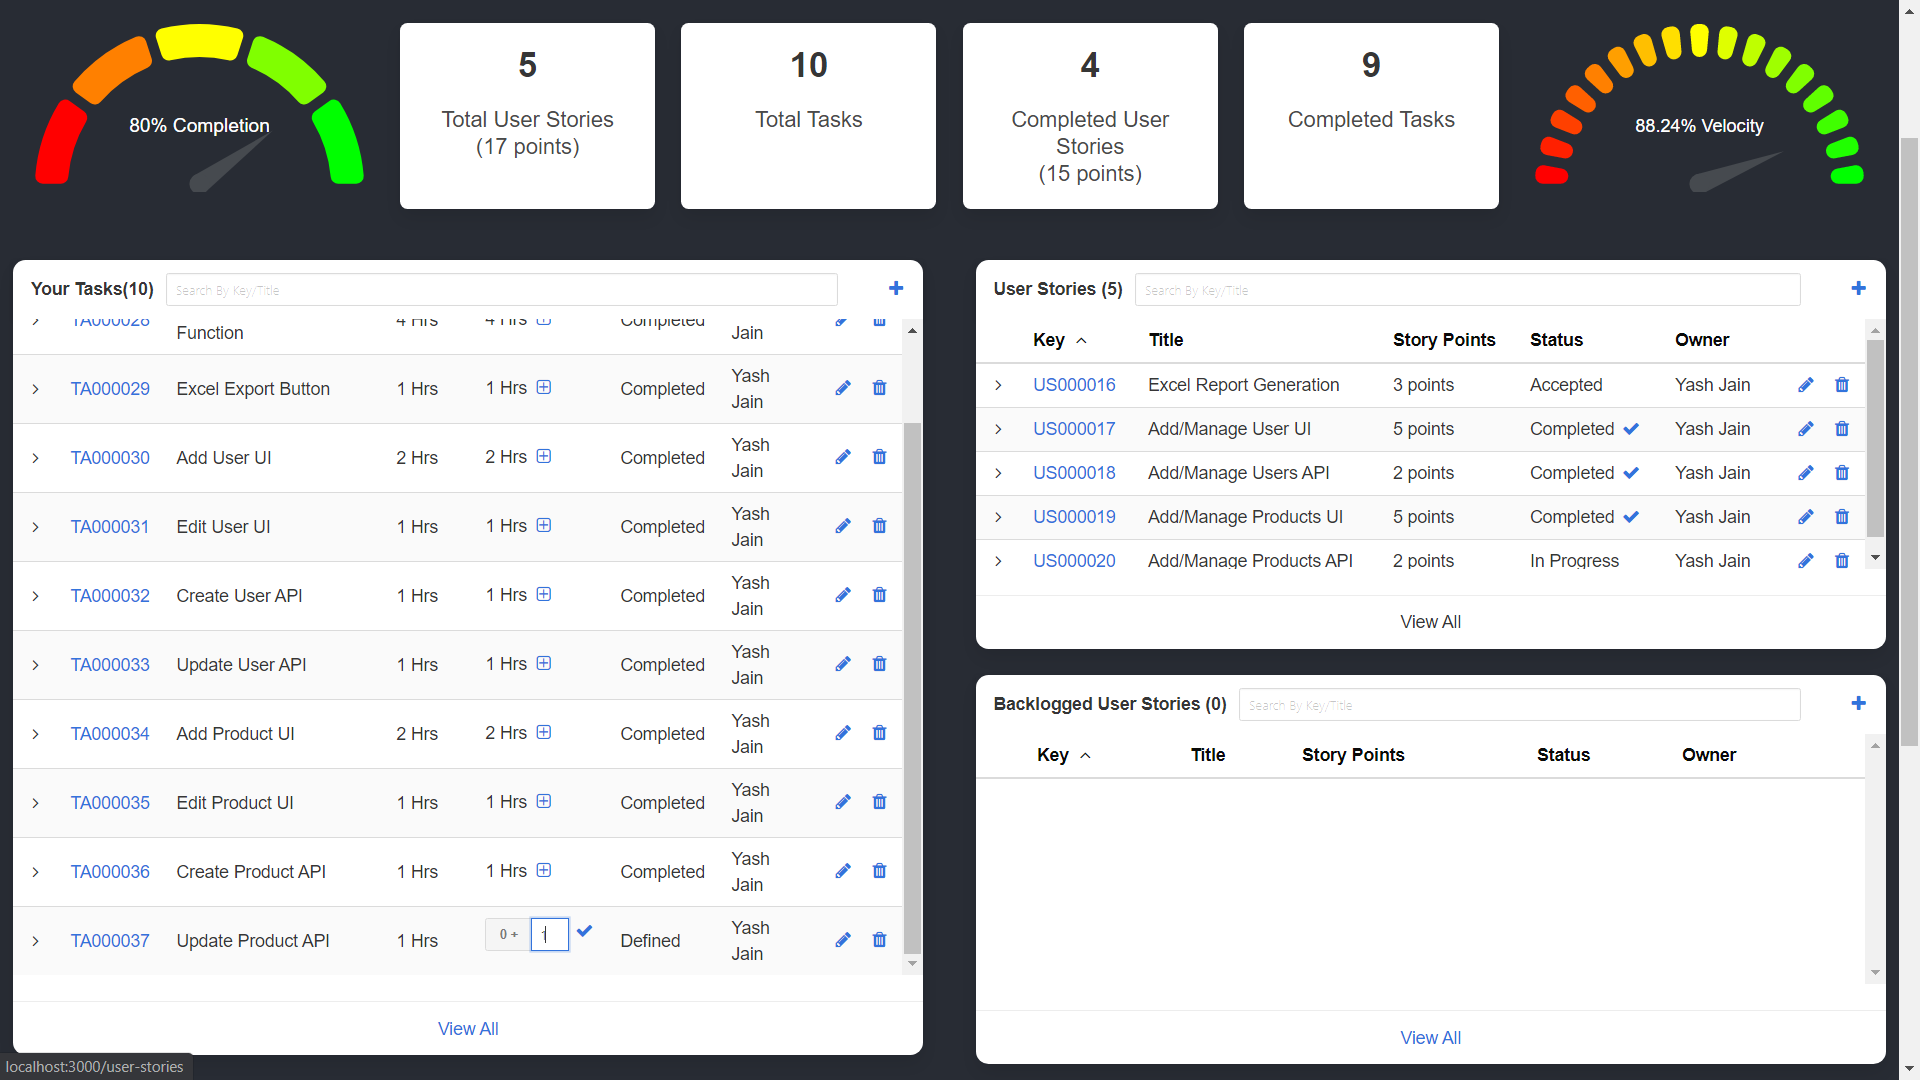 80% Completion
5
Total User Stories
(17 points)
10
Total Tasks
4
Completed User
Stories
(15 points)
9
Completed Tasks
88.24% Velocity
Your Tasks(10)
Search By Key/Title
TA000028 Function 4 Hrs 4 Hrs Completed Jain
TA000029 Excel Export Button 1 Hrs 1 Hrs Completed Yash Jain
TA000030 Add User UI 2 Hrs 2 Hrs Completed Yash Jain
TA000031 Edit User UI 1 Hrs 1 Hrs Completed Yash Jain
TA000032 Create User API 1 Hrs 1 Hrs Completed Yash Jain
TA000033 Update User API 1 Hrs 1 Hrs Completed Yash Jain
TA000034 Add Product UI 2 Hrs 2 Hrs Completed Yash Jain
TA000035 Edit Product UI 1 Hrs 1 Hrs Completed Yash Jain
TA000036 Create Product API 1 Hrs 1 Hrs Completed Yash Jain
TA000037 Update Product API 1 Hrs 0 + 1 Defined Yash Jain
View All
User Stories (5)
Search By Key/Title
Key Title Story Points Status Owner
US000016 Excel Report Generation 3 points Accepted Yash Jain
US000017 Add/Manage User UI 5 points Completed Yash Jain
US000018 Add/Manage Users API 2 points Completed Yash Jain
US000019 Add/Manage Products UI 5 points Completed Yash Jain
US000020 Add/Manage Products API 2 points In Progress Yash Jain
View All
Backlogged User Stories (0)
Search By Key/Title
Key Title Story Points Status Owner
View All
localhost:3000/user-stories